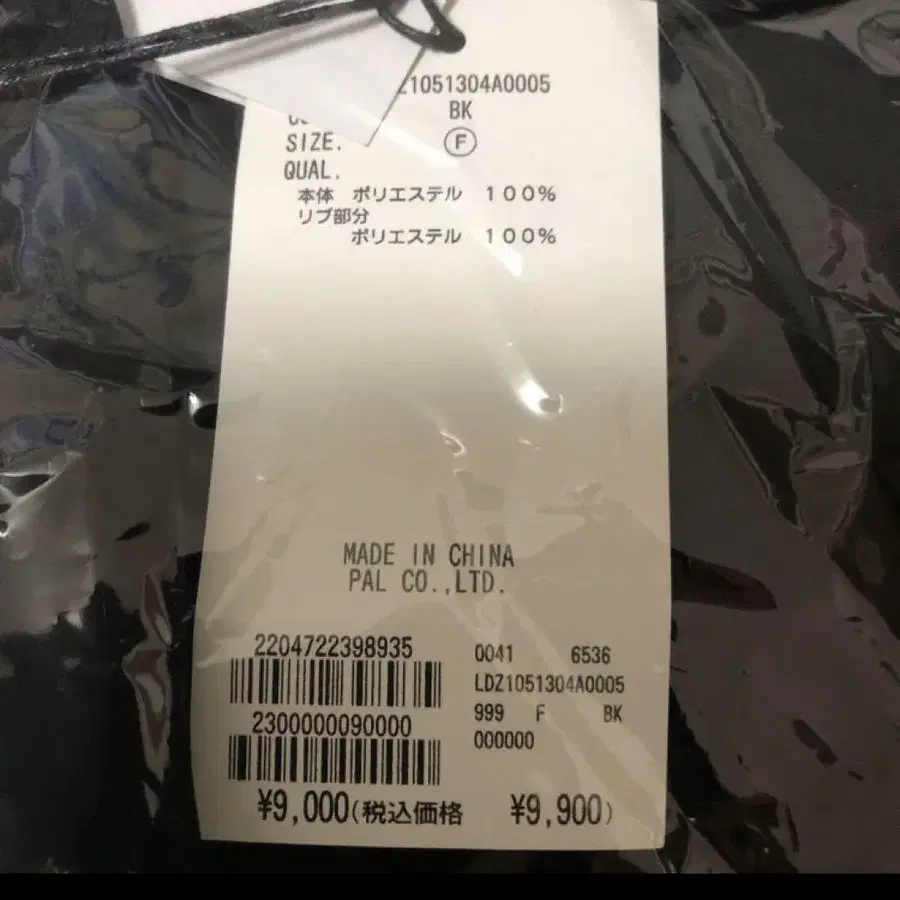 Z1051304A0005
BK
SIZE. Ⓕ
QUAL.
本体 ポリエステル 100%
リブ部分
ポリエステル 100%
MADE IN CHINA
PAL CO.,LTD.
2204722398935
2300000090000
¥9,000(税込価格 ¥9,900)
0041 6536
LDZ1051304A0005
999 F BK
000000